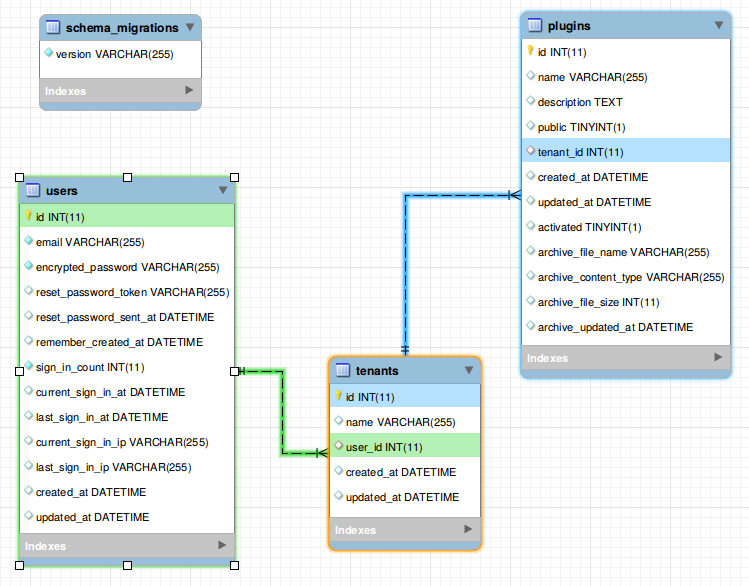 schema_migrations
version VARCHAR(255)
Indexes
plugins
id INT(11)
name VARCHAR(255)
description TEXT
public TINYINT(1)
tenant_id INT(11)
created_at DATETIME
updated_at DATETIME
activated TINYINT(1)
archive_file_name VARCHAR(255)
archive_content_type VARCHAR(255)
archive_file_size INT(11)
archive_updated_at DATETIME
Indexes
users
id INT(11)
email VARCHAR(255)
encrypted_password VARCHAR(255)
reset_password_token VARCHAR(255)
reset_password_sent_at DATETIME
remember_created_at DATETIME
sign_in_count INT(11)
current_sign_in_at DATETIME
last_sign_in_at DATETIME
current_sign_in_ip VARCHAR(255)
last_sign_in_ip VARCHAR(255)
created_at DATETIME
updated_at DATETIME
Indexes
tenants
id INT(11)
name VARCHAR(255)
user_id INT(11)
created_at DATETIME
updated_at DATETIME
Indexes